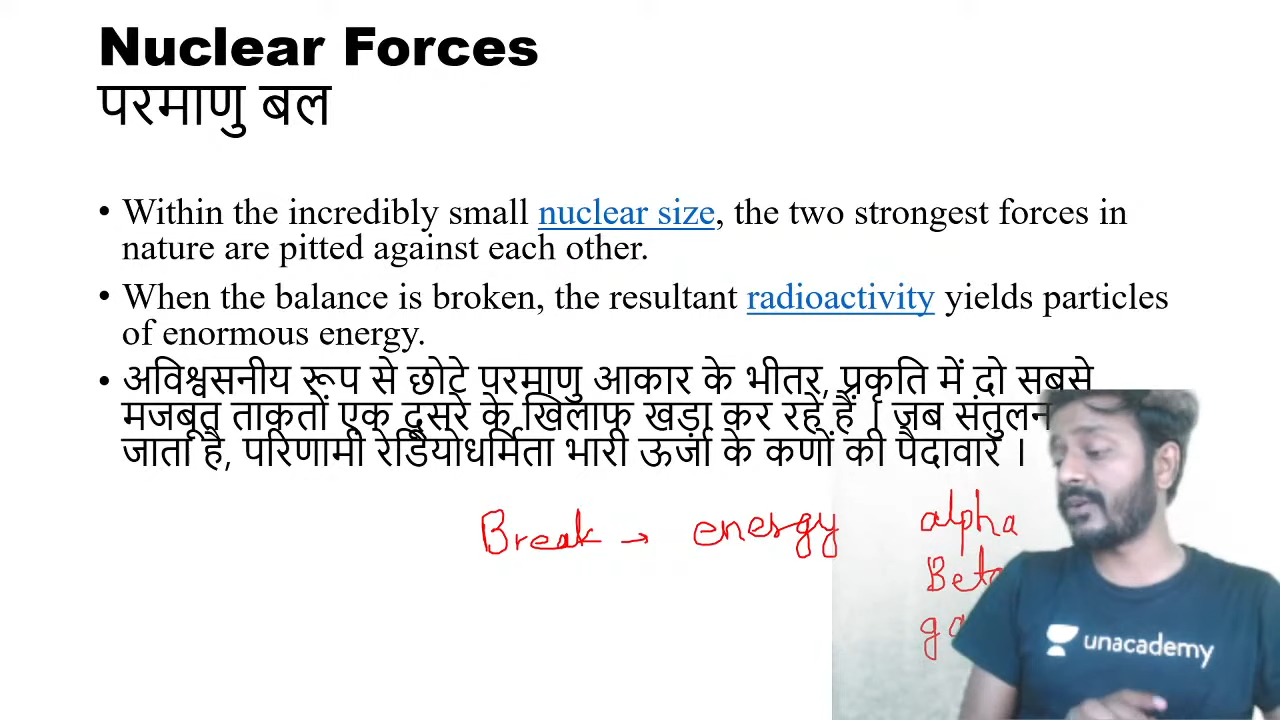 Nuclear Forces
परमाणु बल
• Within the incredibly small nuclear size, the two strongest forces in
nature are pitted against each other.
• When the balance is broken, the resultant radioactivity yields particles
of enormous energy.
• अविश्वसनीय रूप से छोटे परमाणु आकार के भीतर, प्रकृति में दो सबसे
मजबूत ताकतों एक दूसरे के खिलाफ खड़ा कर रहे हैं । जब संतुलन
जाता है, परिणामी रेडियोधर्मिता भारी ऊर्जा के कणों की पैदावार ।
Break → energy
alpha
unacademy